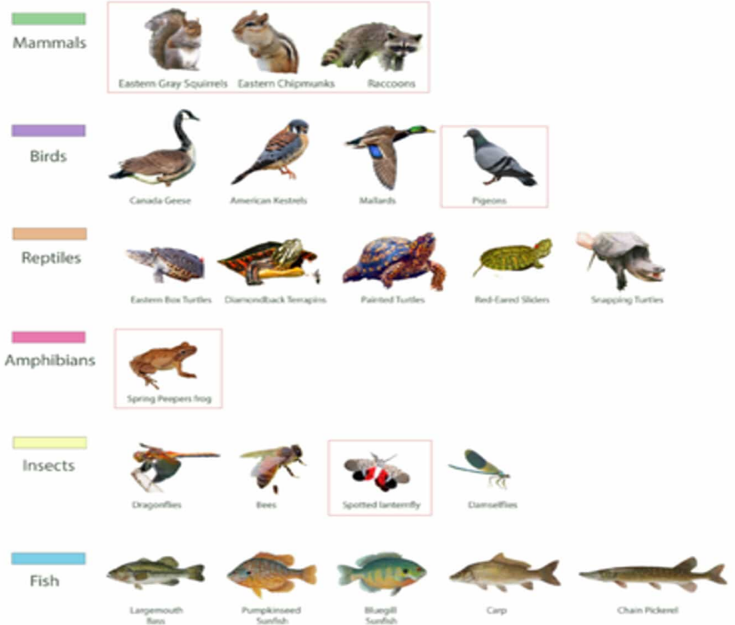 Mammals
Eastern Gray Squirrels Eastern Chipmunks Raccoons
Birds
Canada Geese American Kestrels Mallards Pigeons
Reptiles
Eastern Box Turtles Diamondback Terrapins Painted Turtles Red-Eared Sliders Snapping Turtles
Amphibians
Spring Peepers frog
Insects
Dragonflies Bees Spotted lanternfly Damselflies
Fish
Largemouth Pumpkinseed Bluegill Carp Chain Pickerel
Bass Sunfish Sunfish